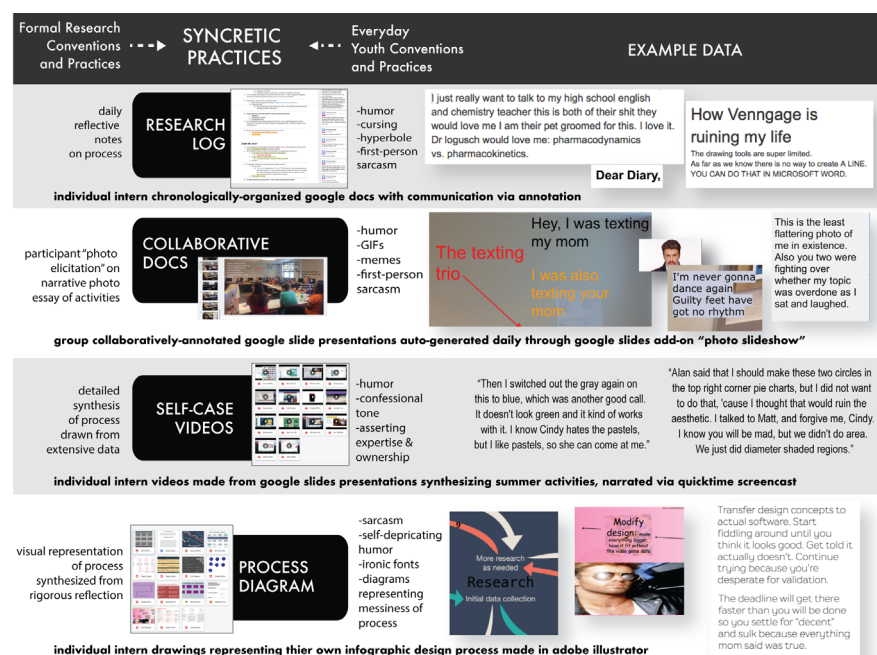 Formal Research
Conventions
and Practices
SYNCRETIC
PRACTICES
Everyday
Youth Conventions
and Practices
EXAMPLE DATA
daily
reflective
notes
on process
RESEARCH
LOG
-humor
-cursing
-hyperbole
-first-person
sarcasm
I just really want to talk to my high school english
and chemistry teacher this is both of their shit they
would love me I am their pet groomed for this. I love it.
Dr logusch would love me: pharmacodynamics
vs. pharmacokinetics.
Dear Diary,
How Venngage is
ruining my life
The drawing tools are super limited.
As far as we know there is no way to create A LINE.
YOU CAN DO THAT IN MICROSOFT WORD.
individual intern chronologically-organized google docs with communication via annotation
participant "photo
elicitation" on
narrative photo
essay of activities
COLLABORATIVE
DOCS
-humor
-GIFs
-memes
-first-person
sarcasm
The texting
trio
Hey, I was texting
my mom
I was also
texting your
mom
I'm never gonna
dance again
Guilty feet have
got no rhythm
This is the least
flattering photo of
me in existence.
Also you two were
fighting over
whether my topic
was overdone as I
sat and laughed.
group collaboratively-annotated google slide presentations auto-generated daily through google slides add-on "photo slideshow"
detailed
synthesis
of process
drawn from
extensive data
SELF-CASE
VIDEOS
-humor
-confessional
tone
-asserting
expertise &
ownership
"Then I switched out the gray again on
this to blue, which was another good call.
It doesn't look green and it kind of works
with it. I know Cindy hates the pastels,
but I like pastels, so she can come at me."
"Alan said that I should make these two circles in
the top right corner pie charts, but I did not want
to do that, 'cause I thought that would ruin the
aesthetic. I talked to Matt, and forgive me, Cindy.
I know you will be mad, but we didn't do area.
We just did diameter shaded regions."
individual intern videos made from google slides presentations synthesizing summer activities, narrated via quicktime screencast
visual representation
of process
synthesized from
rigorous reflection
PROCESS
DIAGRAM
-sarcasm
-self-depricating
humor
-ironic fonts
-diagrams
representing
messiness of
process
More research
as needed
Research
Initial data collection
Modify
design: make
everything bigger,
have it fit without
the video game data
Transfer design concepts to
actual software. Start
fiddling around until you
think it looks good. Get told it
actually doesn't. Continue
trying because you're
desperate for validation.
The deadline will get there
faster than you will be done
so you settle for "decent"
and sulk because everything
mom said was true.
individual intern drawings representing thier own infographic design process made in adobe illustrator